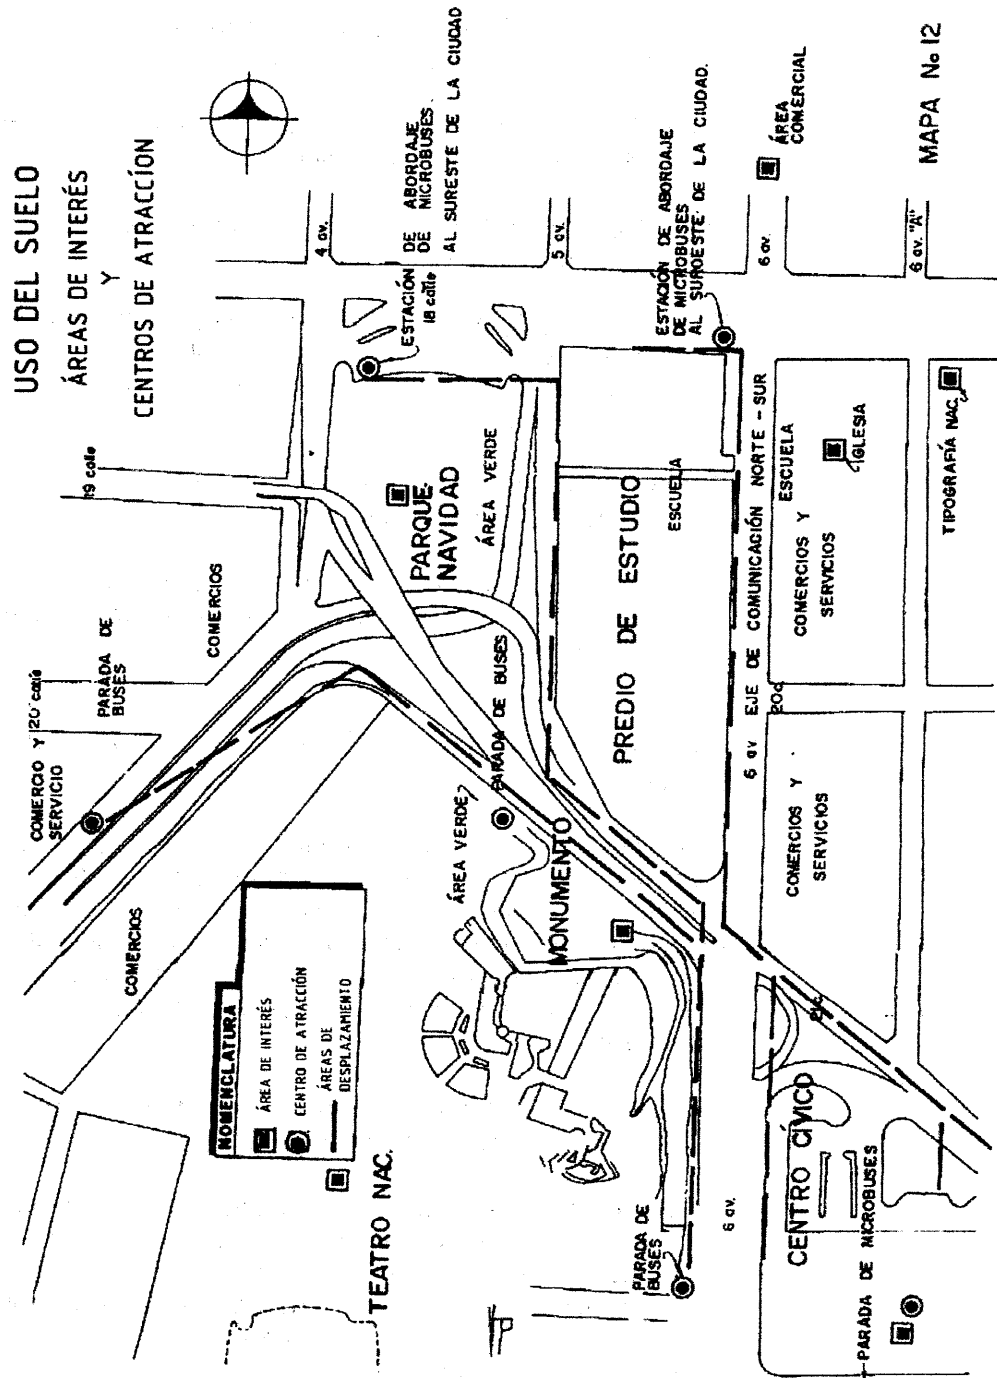 USO DEL SUELO
ÁREAS DE INTERÉS
Y
CENTROS DE ATRACCÍON
4 av.
ESTACIÓN DE ABORDAJE
DE MICROBUSES.
AL SURESTE DE LA CIUDAD
18 calle
5 av.
ESTACIÓN DE ABORDAJE
DE MICROBUSES
AL SUROESTE DE LA CIUDAD.
6 av.
ÁREA
COMERCIAL
6 av. "A"
MAPA No 12
19 calle
PARQUE
NAVIDAD
ÁREA VERDE
ESCUELA
PREDIO DE ESTUDIO
6 av EJE DE COMUNICACIÓN NORTE - SUR
20c
ESCUELA
COMERCIOS Y
SERVICIOS
IGLESIA
TIPOGRAFÍA NAC.
COMERCIOS
PARADA DE
BUSES
20 calle
COMERCIO Y
SERVICIO
PARADA DE BUSES
ÁREA VERDE
MONUMENTO
COMERCIOS Y
SERVICIOS
COMERCIOS
NOMENCLATURA
ÁREA DE INTERÉS
CENTRO DE ATRACCIÓN
ÁREAS DE
DESPLAZAMIENTO
TEATRO NAC.
PARADA DE
BUSES
6 av.
21c.
CENTRO CÍVICO
PARADA DE MICROBUSES